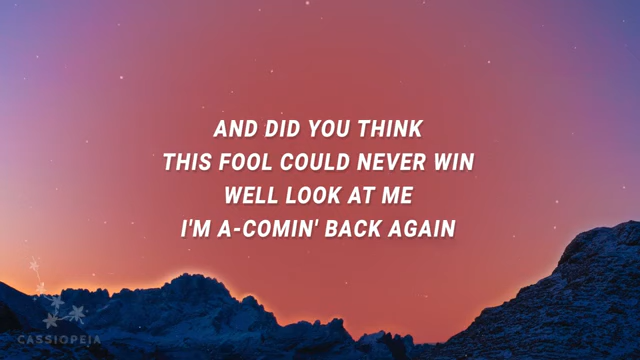 AND DID YOU THINK
THIS FOOL COULD NEVER WIN
WELL LOOK AT ME
I'M A-COMIN' BACK AGAIN
CASSIOPEIA